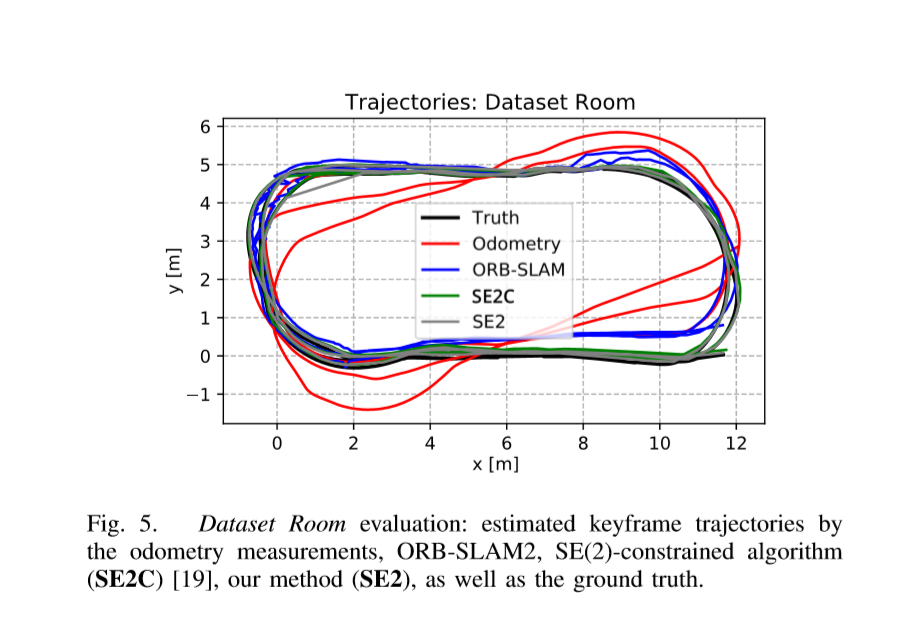 Trajectories: Dataset Room
6
5
4
3
2
1
0
−1
y [m]
Truth
Odometry
ORB-SLAM
SE2C
SE2
0 2 4 6 8 10 12
x [m]
Fig. 5. Dataset Room evaluation: estimated keyframe trajectories by
the odometry measurements, ORB-SLAM2, SE(2)-constrained algorithm
(SE2C) [19], our method (SE2), as well as the ground truth.